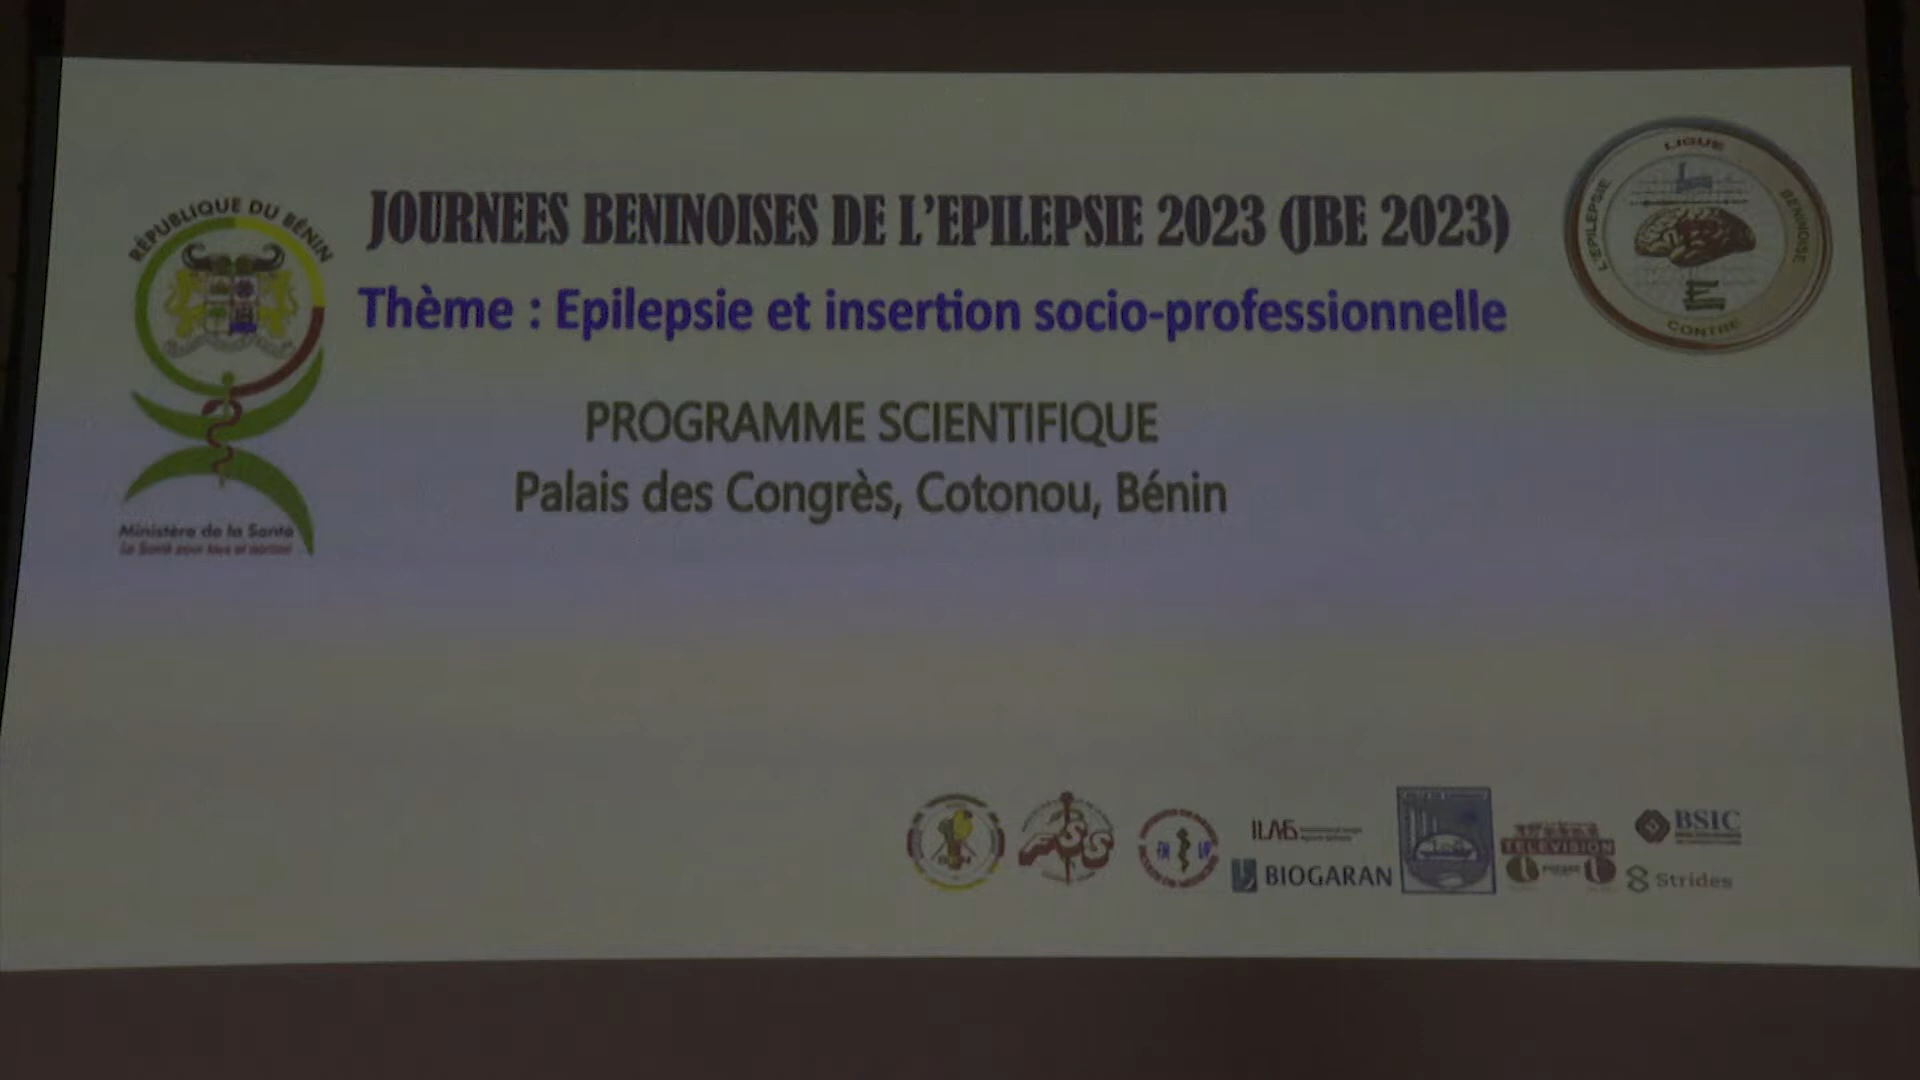 RÉPUBLIQUE DU BÉNIN
JOURNEES BENINOISES DE L'EPILEPSIE 2023 (JBE 2023)
Thème : Epilepsie et insertion socio-professionnelle
LIGUE BENINOISE
CONTRE L'EPILEPSIE
PROGRAMME SCIENTIFIQUE
Palais des Congrès, Cotonou, Bénin
Ministère de la Santé
BSIC
TELEVISION
BIOGARAN
Strides